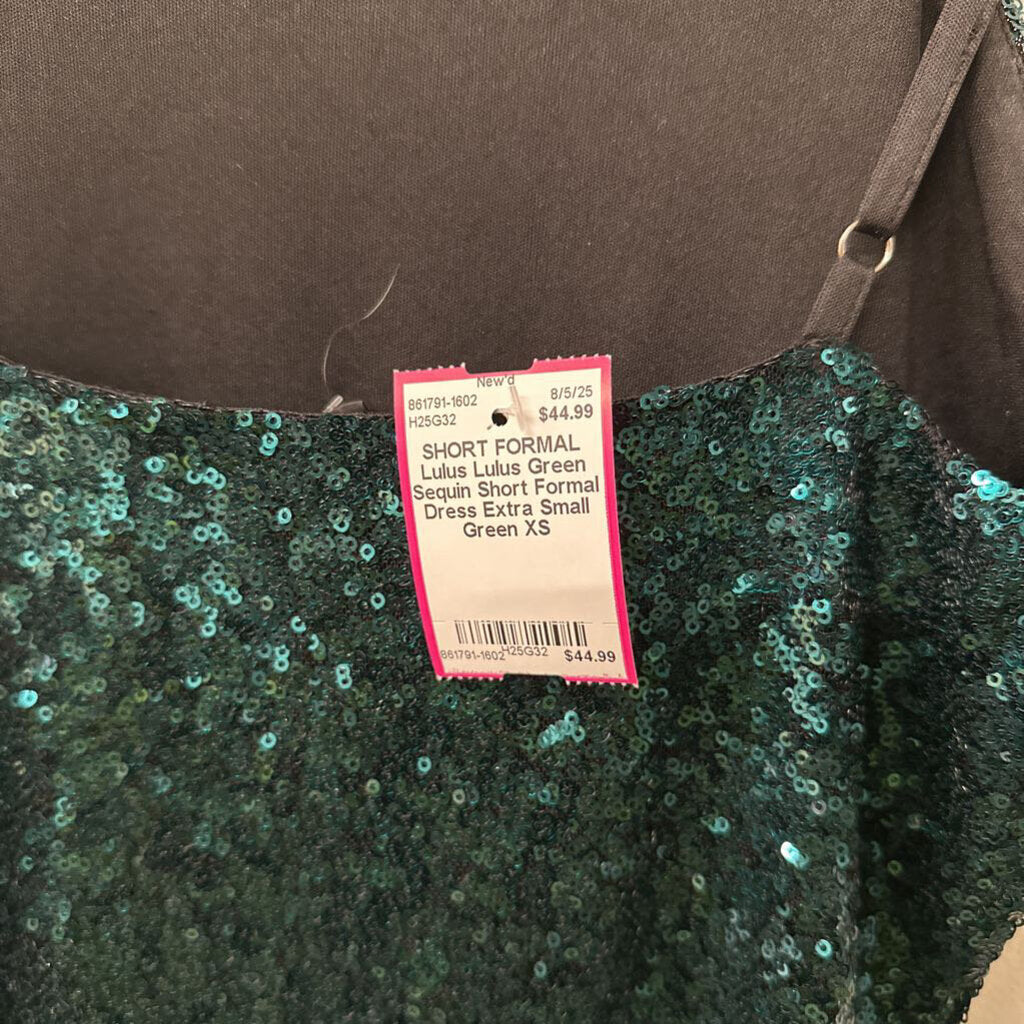 New'd
861791-1602 8/5/25
H25G32 $44.99
SHORT FORMAL
Lulus Lulus Green
Sequin Short Formal
Dress Extra Small
Green XS
861791-1602 H25G32 $44.99